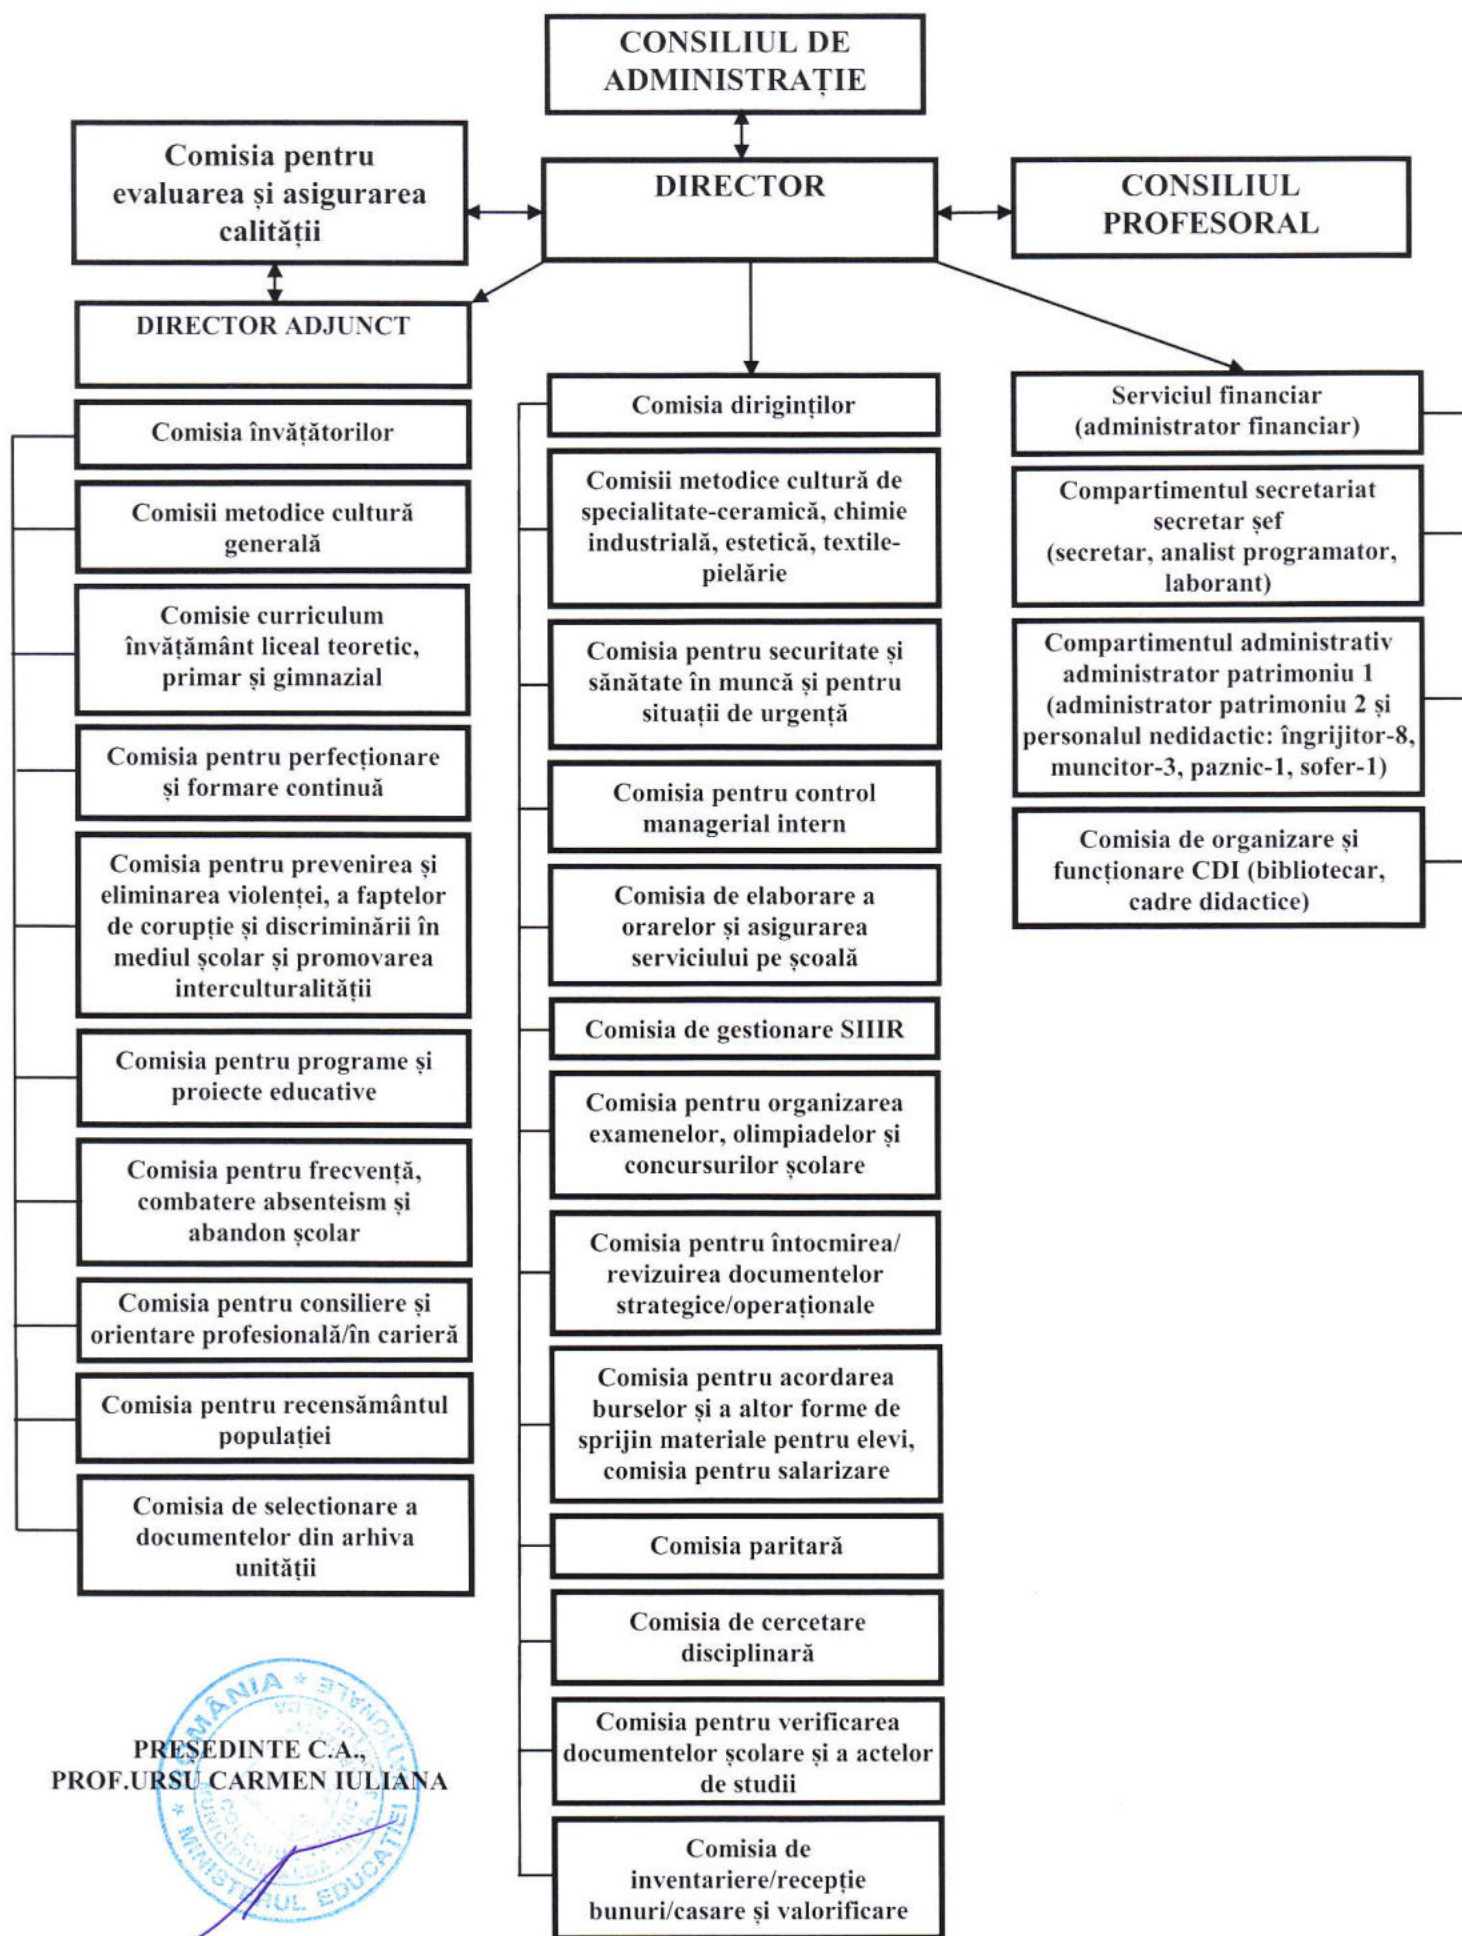 CONSILIUL DE
ADMINISTRAȚIE
Comisia pentru
evaluarea și asigurarea
calității
DIRECTOR
CONSILIUL
PROFESORAL
DIRECTOR ADJUNCT
Comisia învățătorilor
Comisii metodice cultură
generală
Comisie curriculum
învățământ liceal teoretic,
primar și gimnazial
Comisia pentru perfecționare
și formare continuă
Comisia pentru prevenirea și
eliminarea violenței, a faptelor
de corupție și discriminării în
mediul școlar și promovarea
interculturalității
Comisia pentru programe și
proiecte educative
Comisia pentru frecvență,
combatere absenteism și
abandon școlar
Comisia pentru consiliere și
orientare profesională/în carieră
Comisia pentru recensământul
populației
Comisia de selectionare a
documentelor din arhiva
unității
Comisia diriginților
Comisii metodice cultură de
specialitate-ceramică, chimie
industrială, estetică, textile-
pielărie
Comisia pentru securitate și
sănătate în muncă și pentru
situații de urgență
Comisia pentru control
managerial intern
Comisia de elaborare a
orarelor și asigurarea
serviciului pe școală
Comisia de gestionare SIIIR
Comisia pentru organizarea
examenelor, olimpiadelor și
concursurilor școlare
Comisia pentru întocmirea/
revizuirea documentelor
strategice/operaționale
Comisia pentru acordarea
burselor și a altor forme de
sprijin materiale pentru elevi,
comisia pentru salarizare
Comisia paritară
Comisia de cercetare
disciplinară
Comisia pentru verificarea
documentelor școlare și a actelor
de studii
Comisia de
inventariere/recepție
bunuri/casare și valorificare
Serviciul financiar
(administrator financiar)
Compartimentul secretariat
secretar șef
(secretar, analist programator,
laborant)
Compartimentul administrativ
administrator patrimoniu 1
(administrator patrimoniu 2 și
personalul nedidactic: îngrijitor-8,
muncitor-3, paznic-1, sofer-1)
Comisia de organizare și
funcționare CDI (bibliotecar,
cadre didactice)
PREȘEDINTE C.A.,
PROF.URSU CARMEN IULIANA
* ROMÂNIA * MINISTERUL EDUCAȚIEI NAȚIONALE